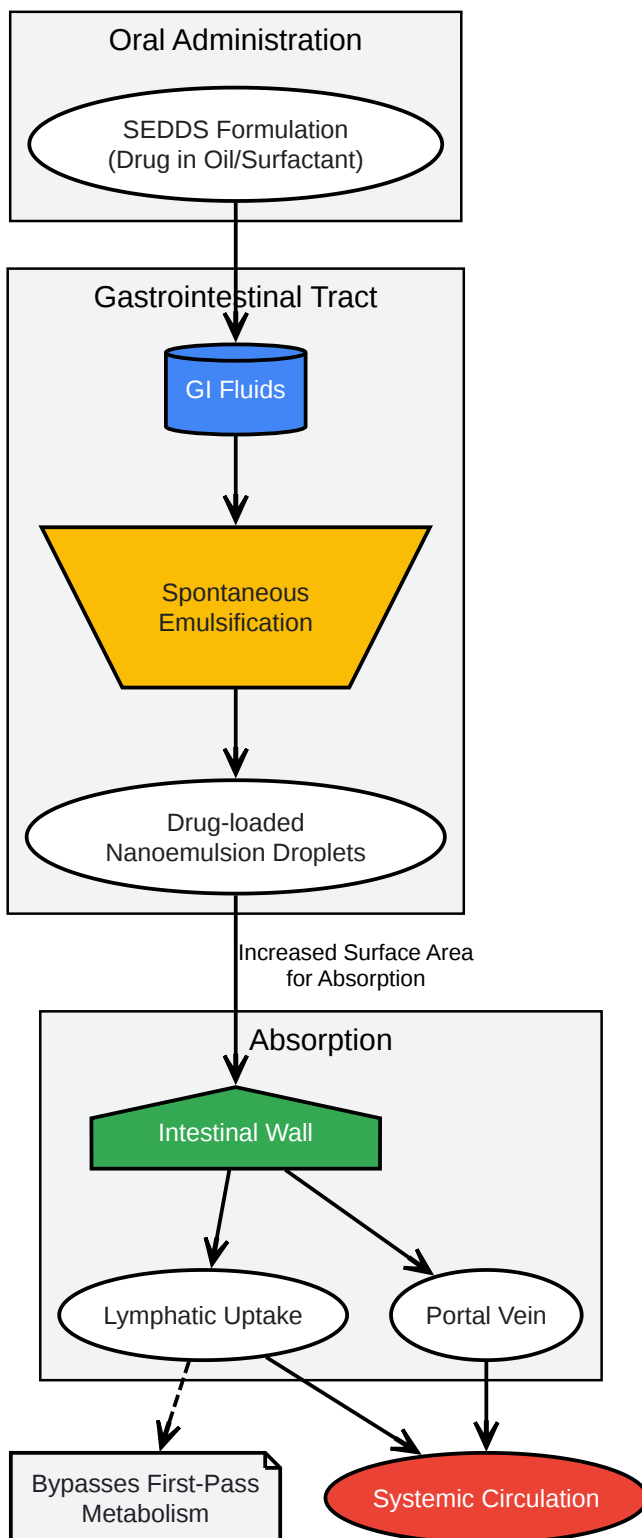 Oral Administration
SEDDS Formulation
(Drug in Oil/Surfactant)
Gastrointestinal Tract
GI Fluids
Spontaneous
Emulsification
Drug-loaded
Nanoemulsion Droplets
Increased Surface Area
for Absorption
Absorption
Intestinal Wall
Lymphatic Uptake
Portal Vein
Bypasses First-Pass
Metabolism
Systemic Circulation